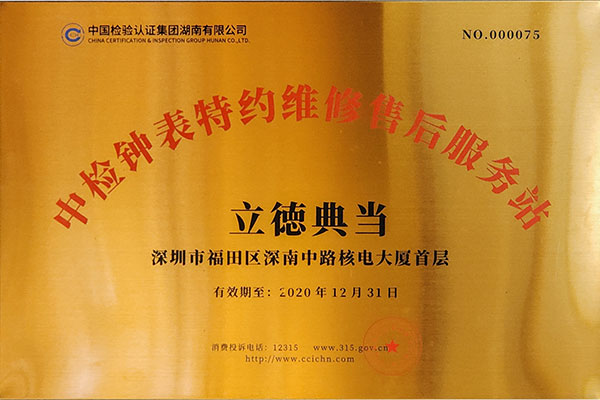 中国检验认证集团湖南有限公司
CHINA CERTIFICATION & INSPECTION GROUP HUNAN CO.,LTD.
NO.000075
中检钟表特约维修售后服务站
立德典当
深圳市福田区深南中路核电大厦首层
有效期至：2020年12月31日
消费投诉电话：12315 www.315.gov.cn
http://www.ccichn.com